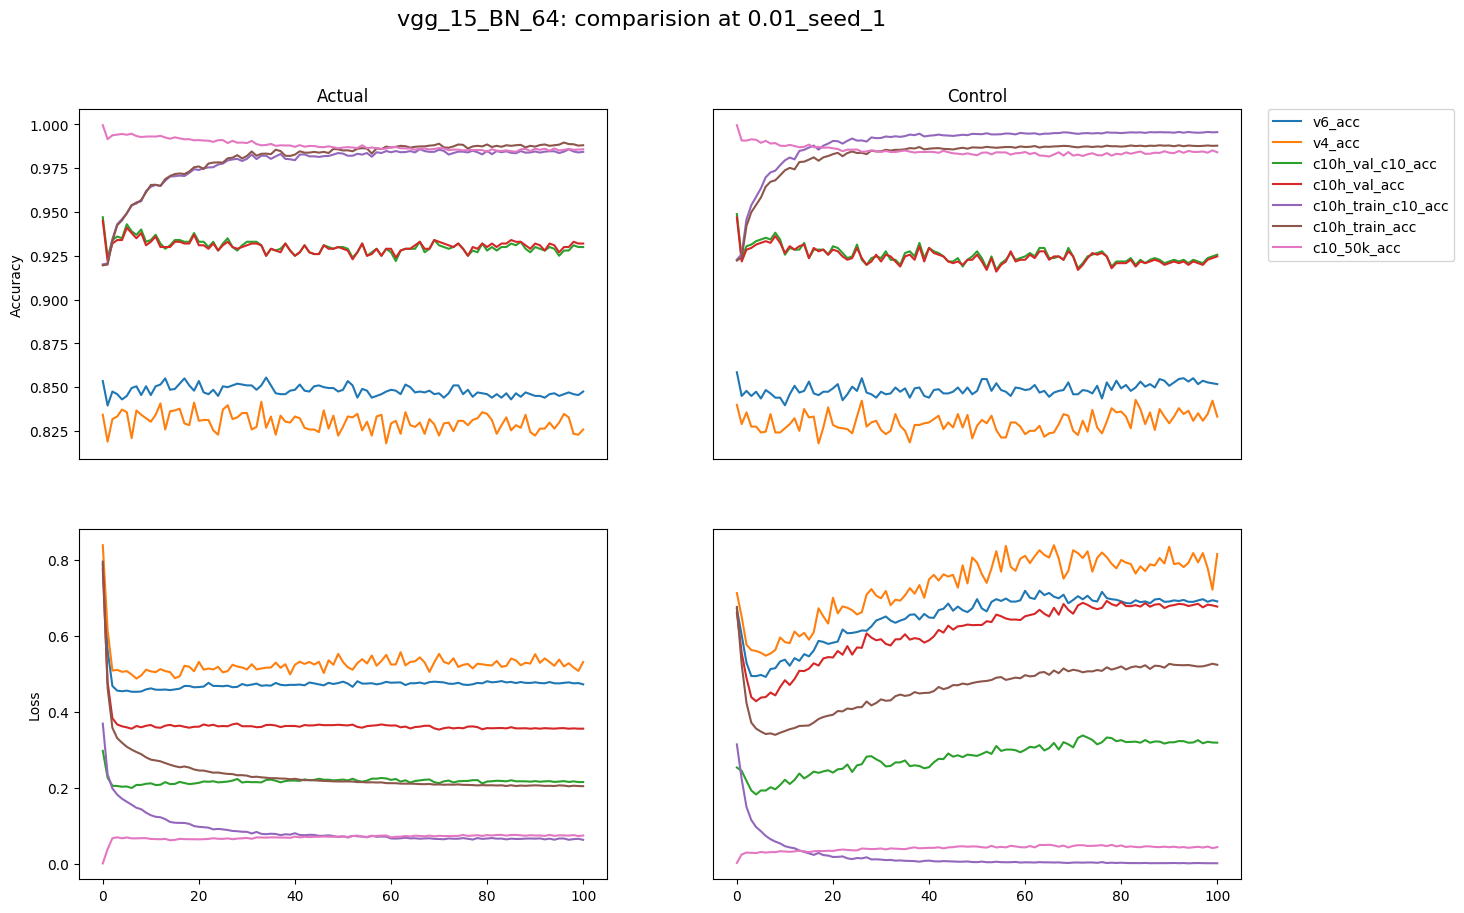 vgg_15_BN_64: comparision at 0.01_seed_1
Actual
Control
Accuracy
1.000
0.975
0.950
0.925
0.900
0.875
0.850
0.825
v6_acc
v4_acc
c10h_val_c10_acc
c10h_val_acc
c10h_train_c10_acc
c10h_train_acc
c10_50k_acc
Loss
0.8
0.6
0.4
0.2
0.0
0 20 40 60 80 100
0 20 40 60 80 100